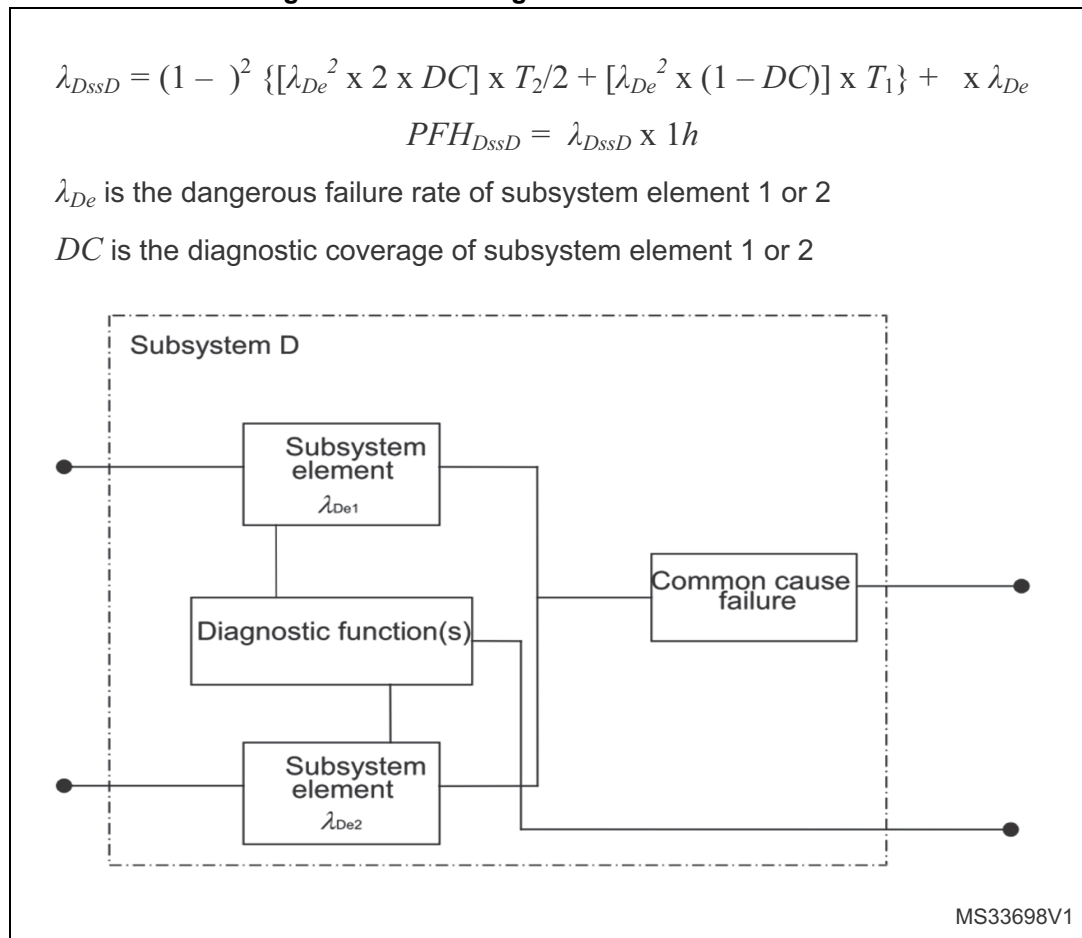 λDssD = (1 – )² {[λDe² x 2 x DC] x T2/2 + [λDe² x (1 – DC)] x T1} + x λDe
PFHDssD = λDssD x 1h
λDe is the dangerous failure rate of subsystem element 1 or 2
DC is the diagnostic coverage of subsystem element 1 or 2
Subsystem D
Subsystem
element
λDe1
Common cause
failure
Diagnostic function(s)
Subsystem
element
λDe2
MS33698V1